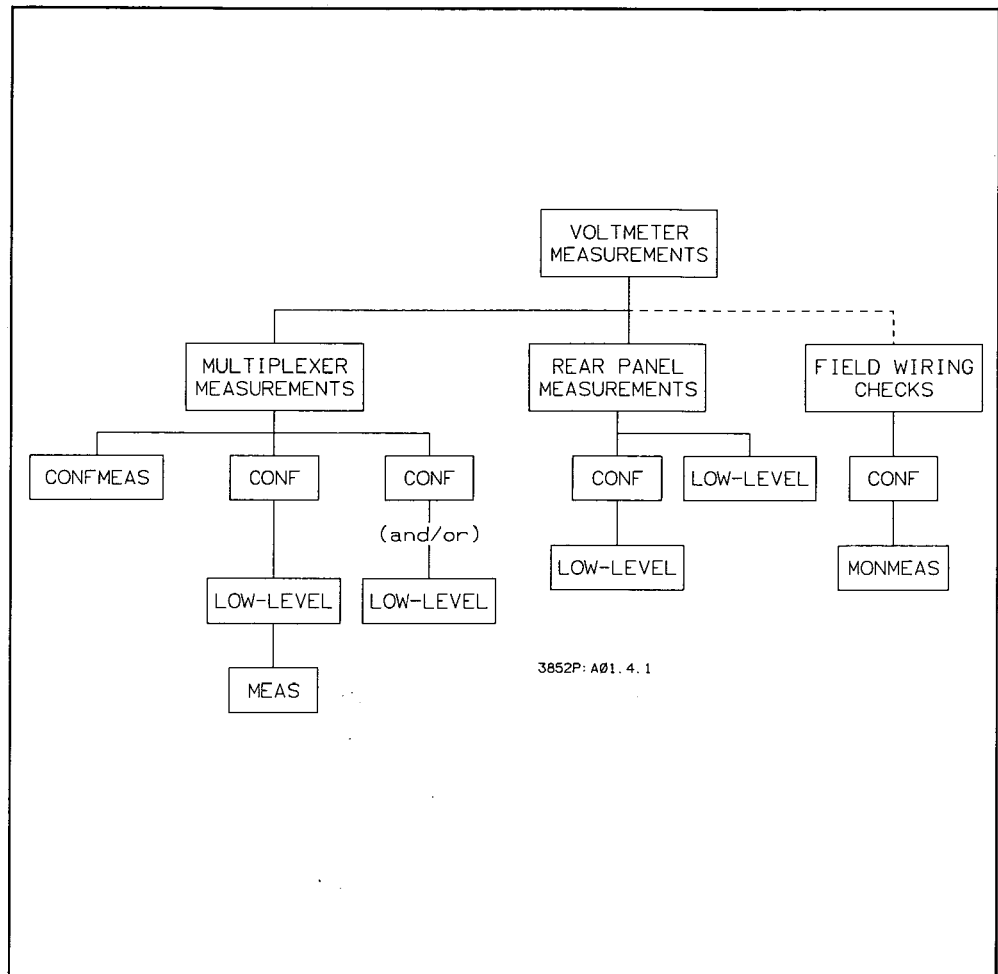 VOLTMETER
MEASUREMENTS
MULTIPLEXER
MEASUREMENTS
REAR PANEL
MEASUREMENTS
FIELD WIRING
CHECKS
CONFMEAS
CONF
CONF
CONF
LOW-LEVEL
CONF
(and/or)
LOW-LEVEL
LOW-LEVEL
LOW-LEVEL
MONMEAS
MEAS
3852P:AØ1.4.1